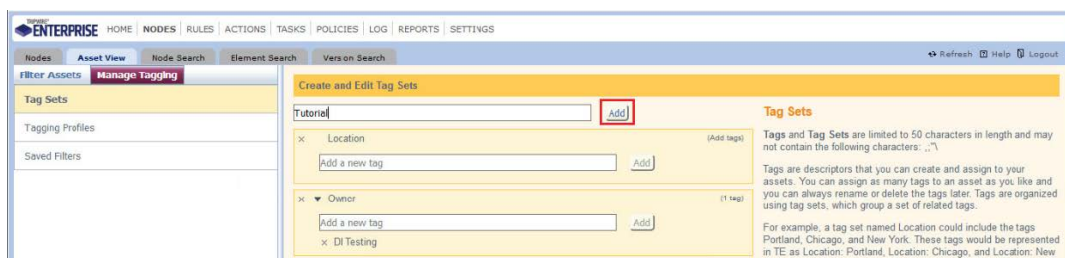 TRIPWIRE
ENTERPRISE HOME NODES RULES ACTIONS TASKS POLICIES LOG REPORTS SETTINGS
Nodes Asset View Node Search Element Search Version Search Refresh Help Logout
Filter Assets Manage Tagging
Tag Sets
Tagging Profiles
Saved Filters
Create and Edit Tag Sets
Tutorial Add
× Location (Add tags)
Add a new tag Add
× ▼ Owner (1 tag)
Add a new tag Add
× DI Testing
Tag Sets
Tags and Tag Sets are limited to 50 characters in length and may
not contain the following characters: ,:"\
Tags are descriptors that you can create and assign to your
assets. You can assign as many tags to an asset as you like and
you can always rename or delete the tags later. Tags are organized
using tag sets, which group a set of related tags.
For example, a tag set named Location could include the tags
Portland, Chicago, and New York. These tags would be represented
in TE as Location: Portland, Location: Chicago, and Location: New